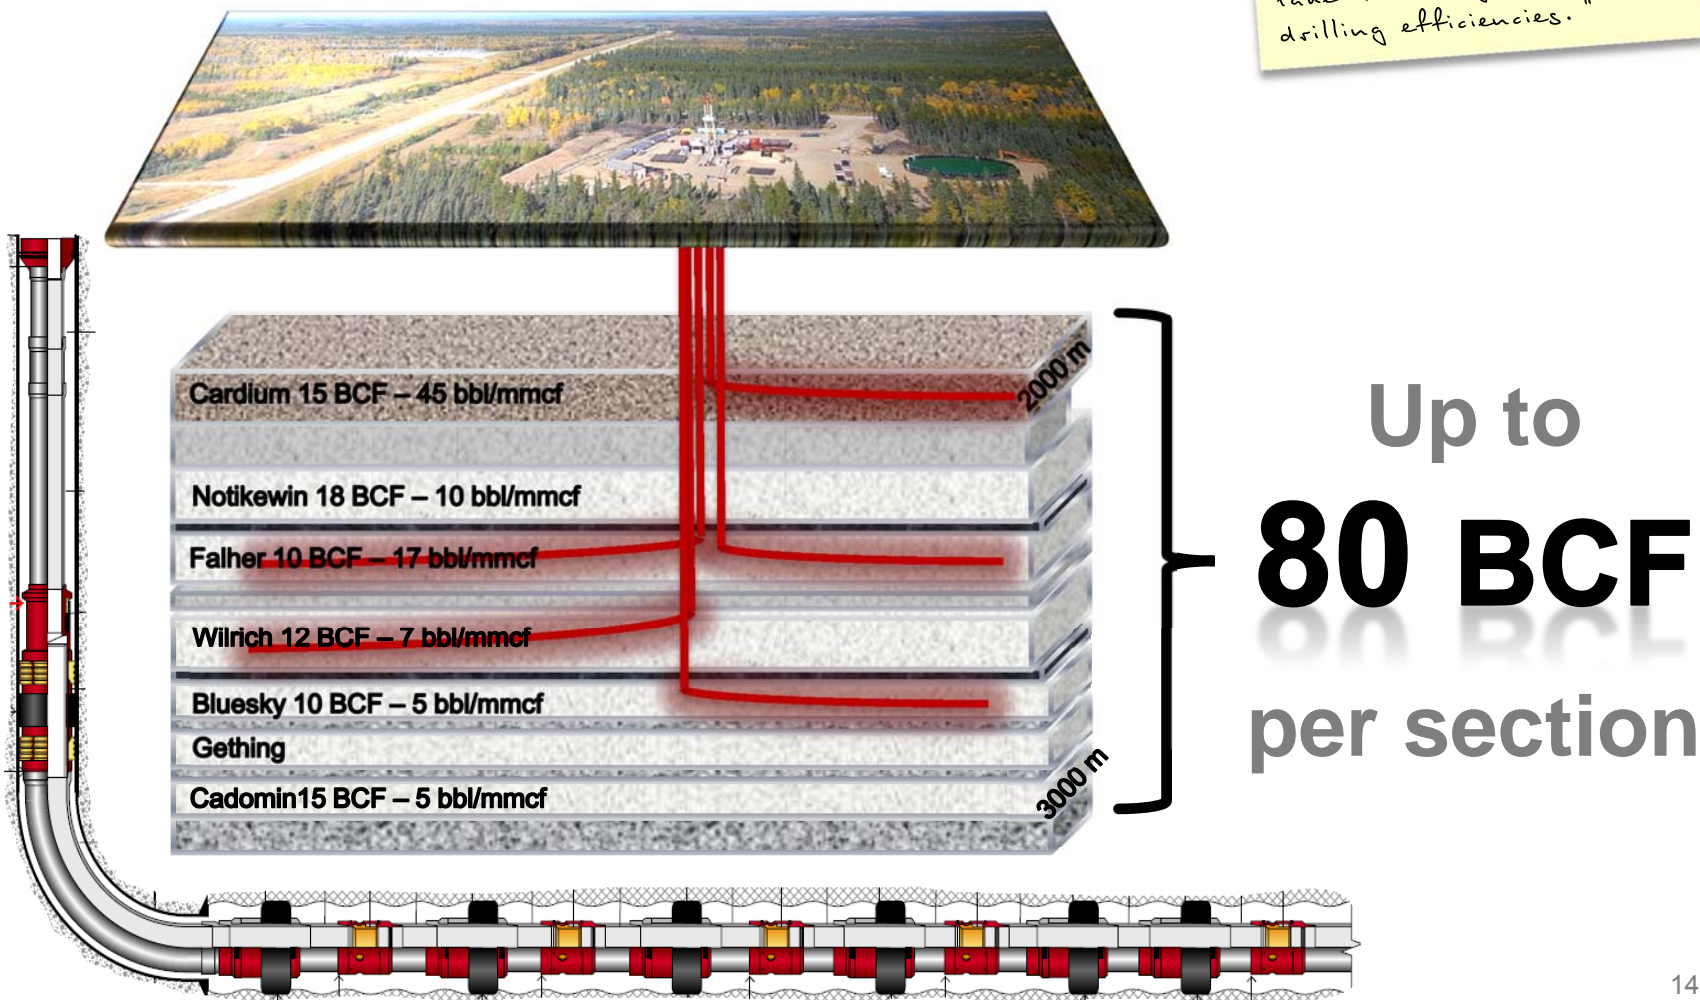 drilling efficiencies."
Cardium 15 BCF – 45 bbl/mmcf
2000 m
Notikewin 18 BCF – 10 bbl/mmcf
Falher 10 BCF – 17 bbl/mmcf
Wilrich 12 BCF – 7 bbl/mmcf
Bluesky 10 BCF – 5 bbl/mmcf
Gething
Cadomin15 BCF – 5 bbl/mmcf
3000 m
Up to
80 BCF
per section
14